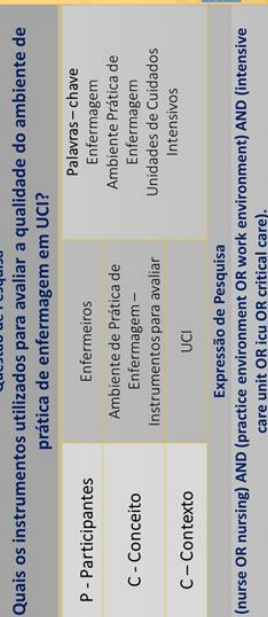 Questão de Pesquisa
Quais os instrumentos utilizados para avaliar a qualidade do ambiente de
prática de enfermagem em UCI?
P - Participantes
Enfermeiros
C - Conceito
Ambiente de Prática de
Enfermagem –
Instrumentos para avaliar
C – Contexto
UCI
Palavras – chave
Enfermagem
Ambiente Prática de
Enfermagem
Unidades de Cuidados
Intensivos
Expressão de Pesquisa
(nurse OR nursing) AND (practice environment OR work environment) AND (intensive
care unit OR icu OR critical care).